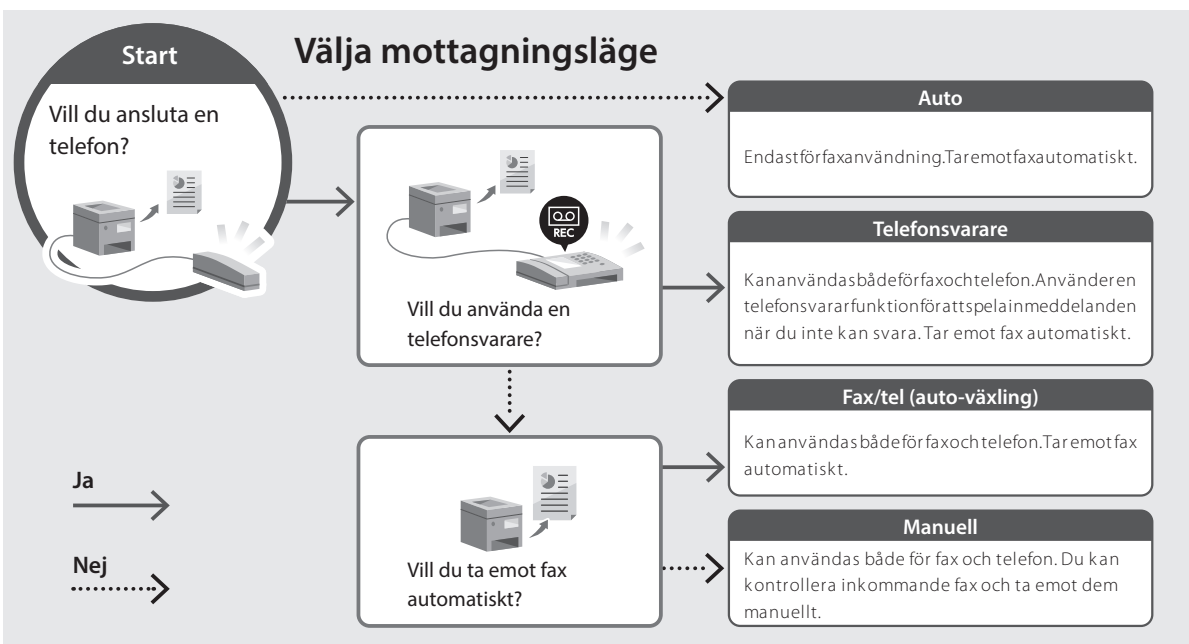 Start
Välja mottagningsläge
Vill du ansluta en
telefon?
REC
Vill du använda en
telefonsvarare?
Vill du ta emot fax
automatiskt?
Auto
Endast för faxanvändning. Tar emot fax automatiskt.
Telefonsvarare
Kan användas både för fax och telefon. Använder en
telefonsvararfunktion för att spela in meddelanden
när du inte kan svara. Tar emot fax automatiskt.
Fax/tel (auto-växling)
Kan användas både för fax och telefon. Tar emot fax
automatiskt.
Manuell
Kan användas både för fax och telefon. Du kan
kontrollera inkommande fax och ta emot dem
manuellt.
Ja
Nej